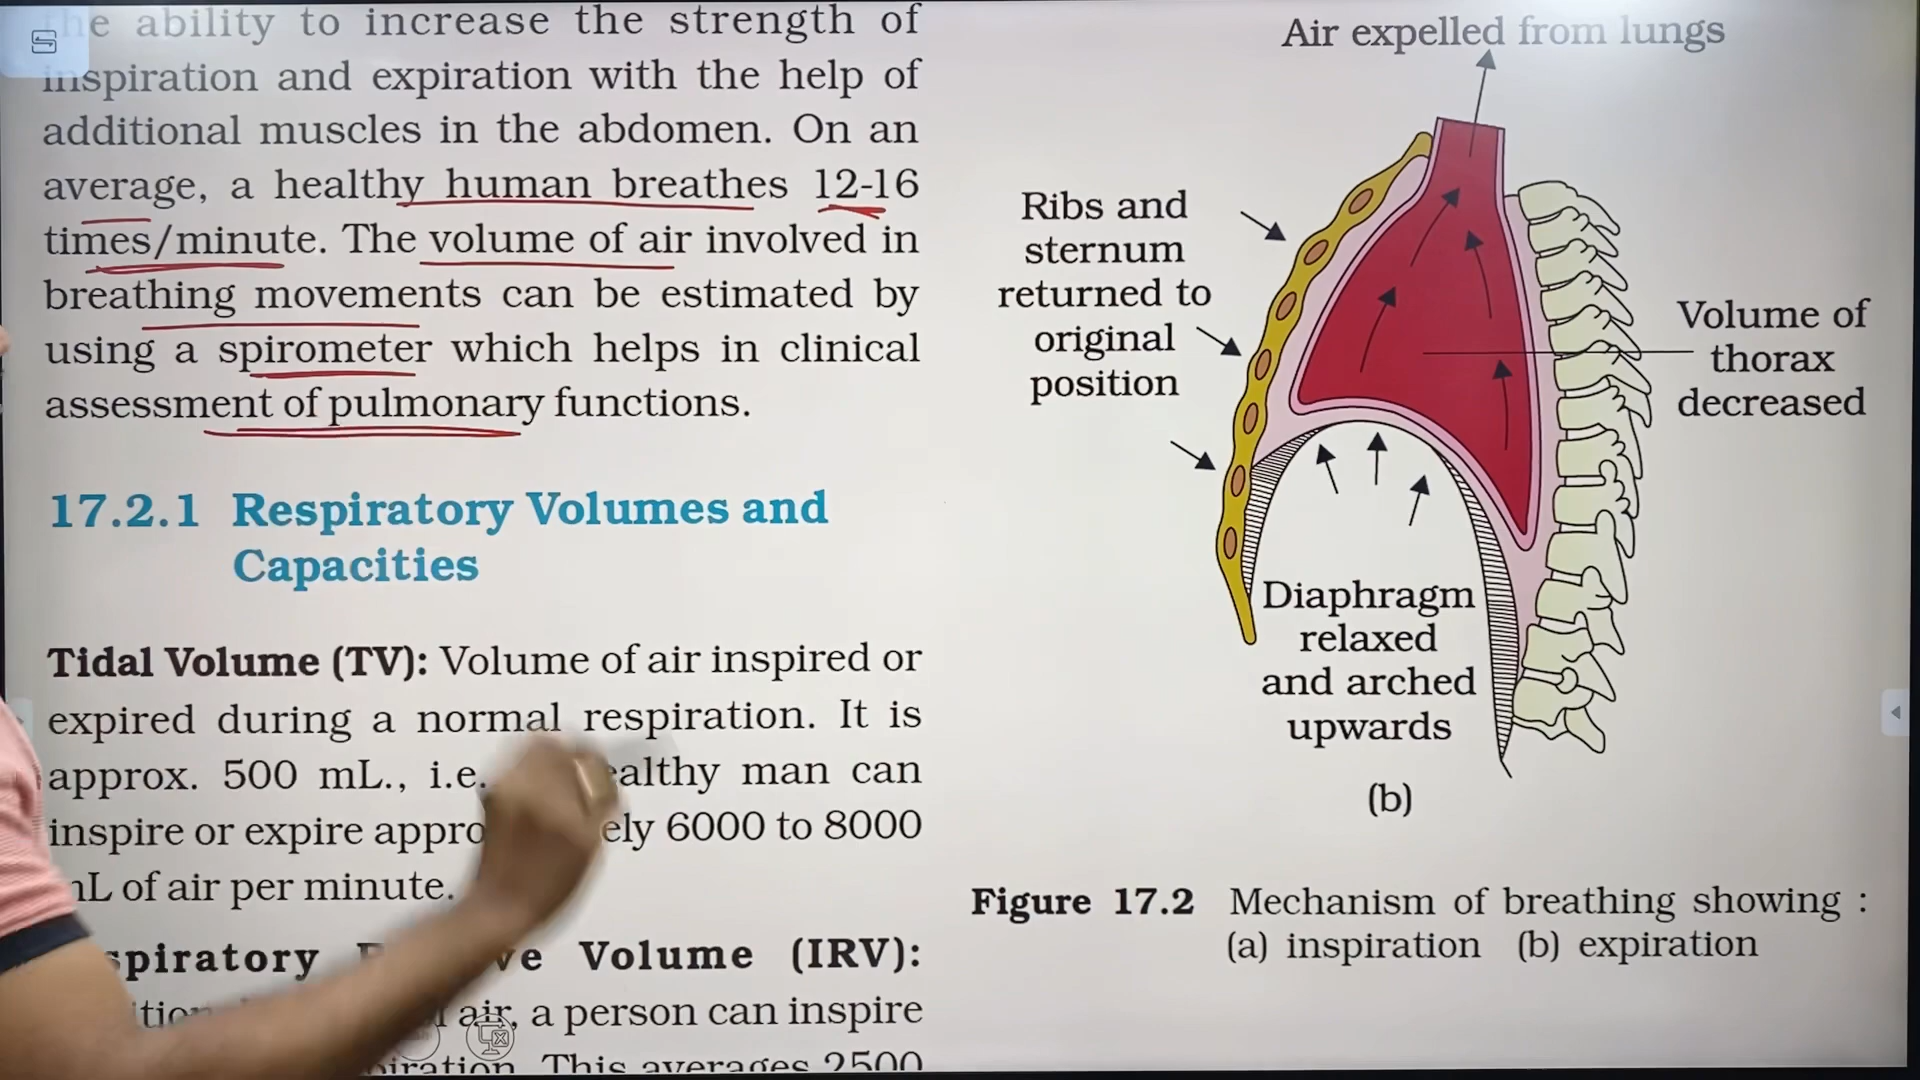 the ability to increase the strength of
inspiration and expiration with the help of
additional muscles in the abdomen. On an
average, a healthy human breathes 12-16
times/minute. The volume of air involved in
breathing movements can be estimated by
using a spirometer which helps in clinical
assessment of pulmonary functions.
17.2.1 Respiratory Volumes and
Capacities
Tidal Volume (TV): Volume of air inspired or
expired during a normal respiration. It is
approx. 500 mL., i.e. man can
inspire or expire 6000 to 8000
mL of air per minute.
Volume (IRV):
air, a person can inspire
This averages 2500
Air expelled from lungs
Ribs and
sternum
returned to
original
position
Volume of
thorax
decreased
Diaphragm
relaxed
and arched
upwards
(b)
Figure 17.2 Mechanism of breathing showing :
(a) inspiration (b) expiration